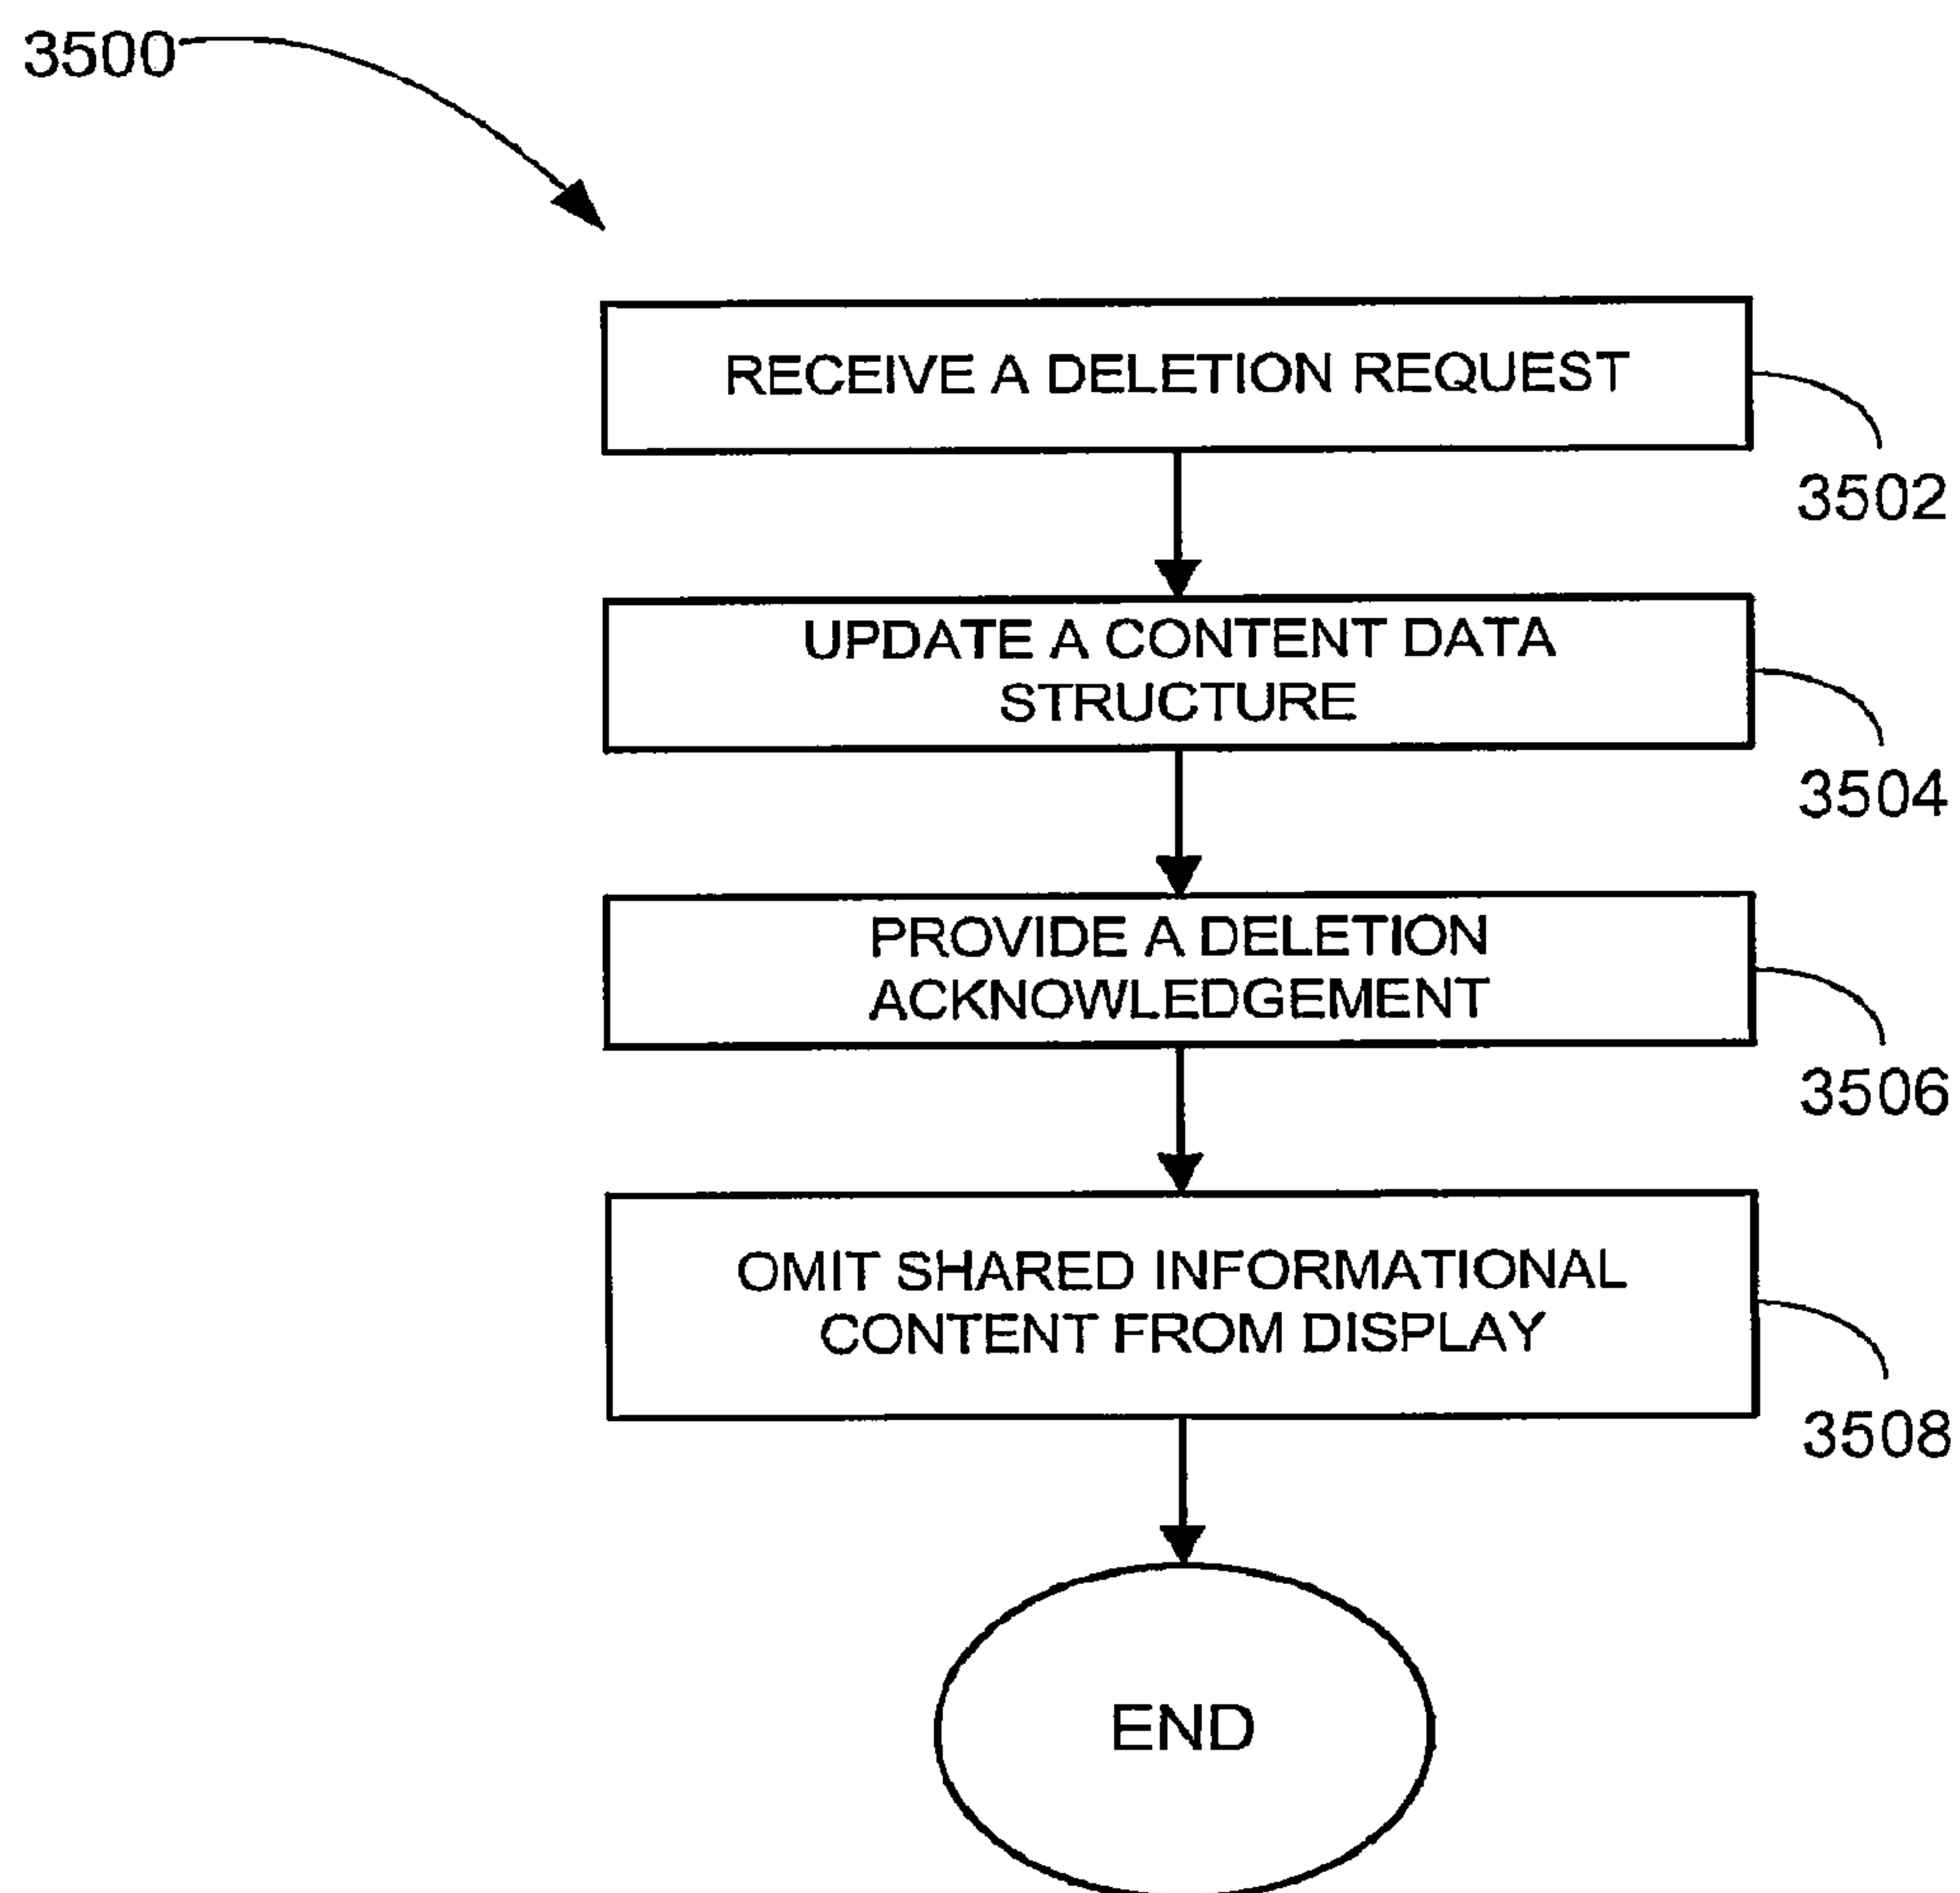 3500
RECEIVE A DELETION REQUEST
3502
UPDATE A CONTENT DATA
STRUCTURE
3504
PROVIDE A DELETION
ACKNOWLEDGEMENT
3506
OMIT SHARED INFORMATIONAL
CONTENT FROM DISPLAY
3508
END